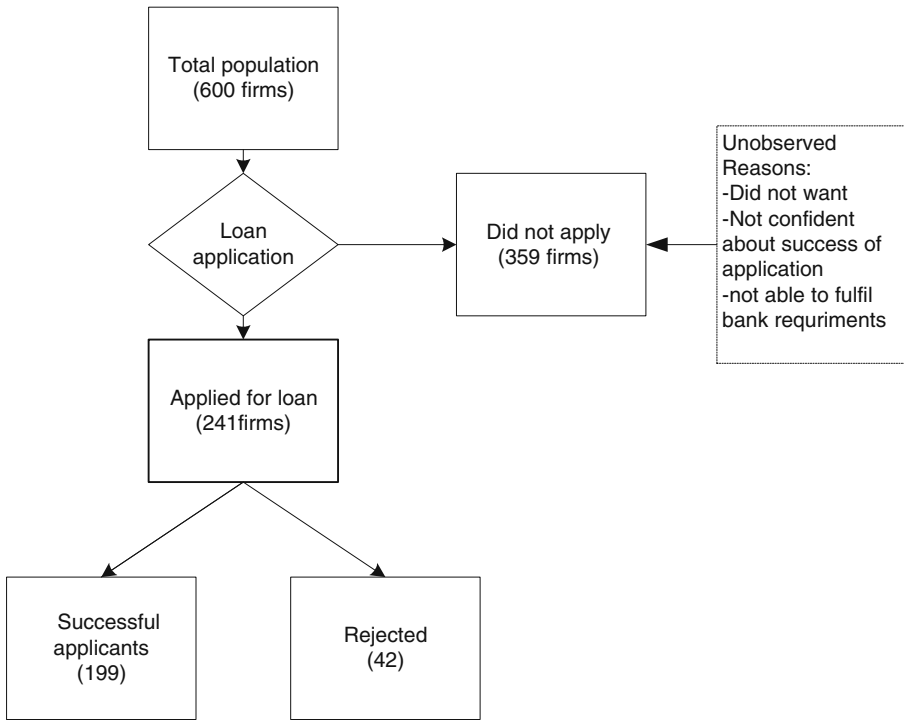 Total population
(600 firms)
Loan
application
Did not apply
(359 firms)
Unobserved
Reasons:
-Did not want
-Not confident
about success of
application
-not able to fulfil
bank requriments
Applied for loan
(241firms)
Successful
applicants
(199)
Rejected
(42)